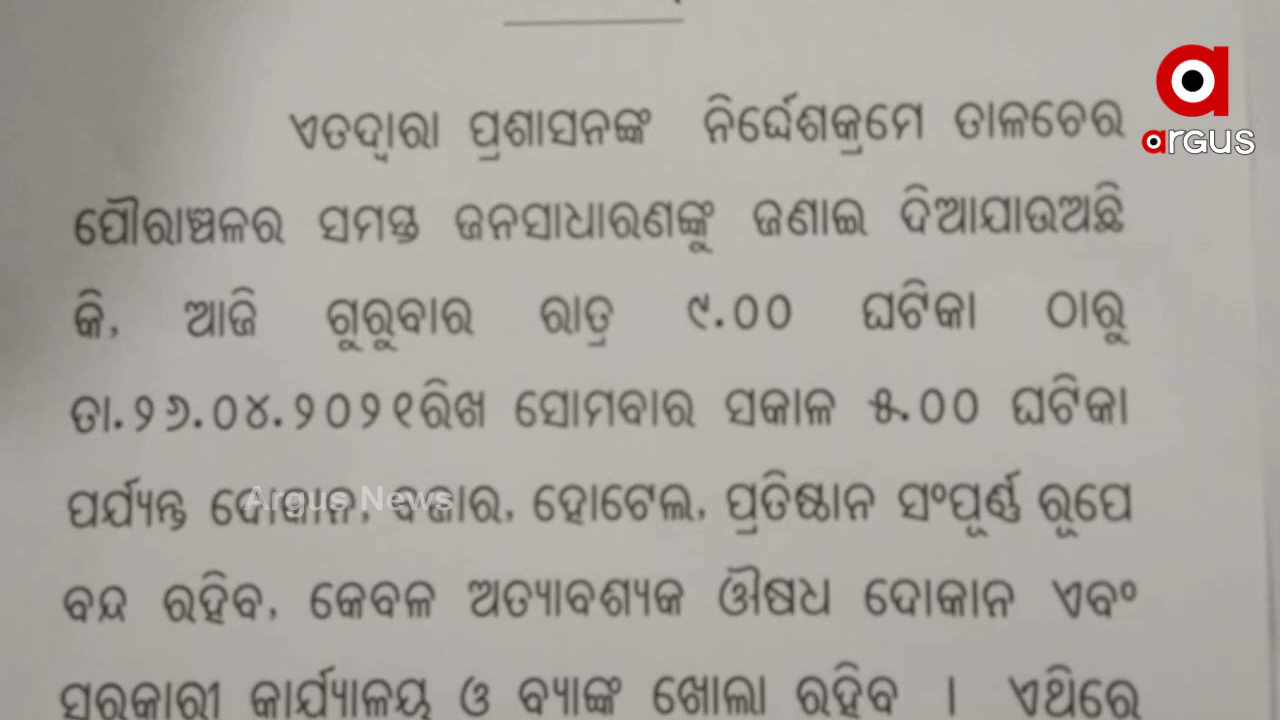 ଏତଦ୍ୱାରା ପ୍ରଶାସନଙ୍କ ନିର୍ଦ୍ଦେଶକ୍ରମେ ତାଳଚେର
ପୌରାଞ୍ଚଳର ସମସ୍ତ ଜନସାଧାରଣଙ୍କୁ ଜଣାଇ ଦିଆଯାଉଅଛି
କି, ଆଜି ଗୁରୁବାର ରାତ୍ର ୯.୦୦ ଘଟିକା ଠାରୁ
ତା.୨୬.୦୪.୨୦୨୧ରିଖ ସୋମବାର ସକାଳ ୫.୦୦ ଘଟିକା
ପର୍ଯ୍ୟନ୍ତ ଦୋକାନ, ବଜାର, ହୋଟେଲ, ପ୍ରତିଷ୍ଠାନ ସଂପୂର୍ଣ୍ଣ ରୂପେ
ବନ୍ଦ ରହିବ, କେବଳ ଅତ୍ୟାବଶ୍ୟକ ଔଷଧ ଦୋକାନ ଏବଂ
ସରକାରୀ କାର୍ଯ୍ୟାଳୟ ଓ ବ୍ୟାଙ୍କ ଖୋଲା ରହିବ । ଏଥିରେ
argus
Argus News